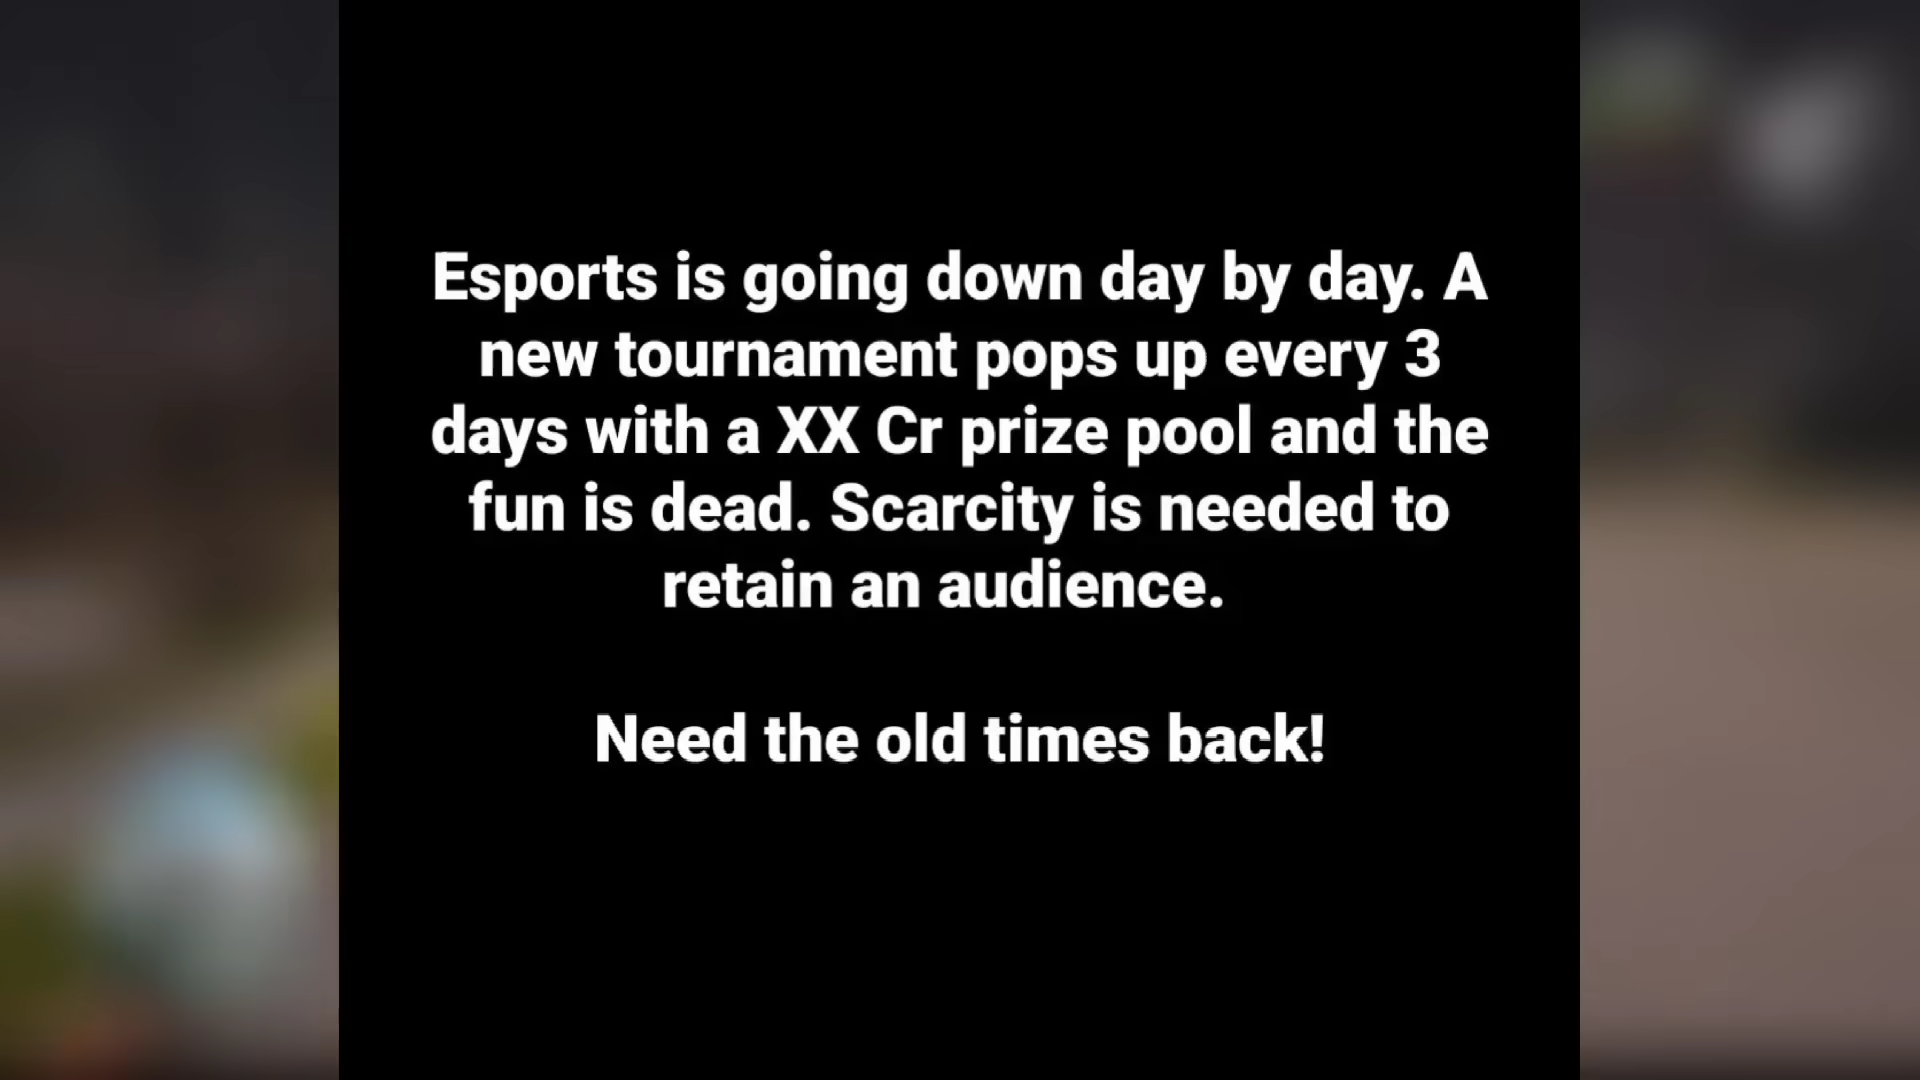 Esports is going down day by day. A
new tournament pops up every 3
days with a XX Cr prize pool and the
fun is dead. Scarcity is needed to
retain an audience.
Need the old times back!